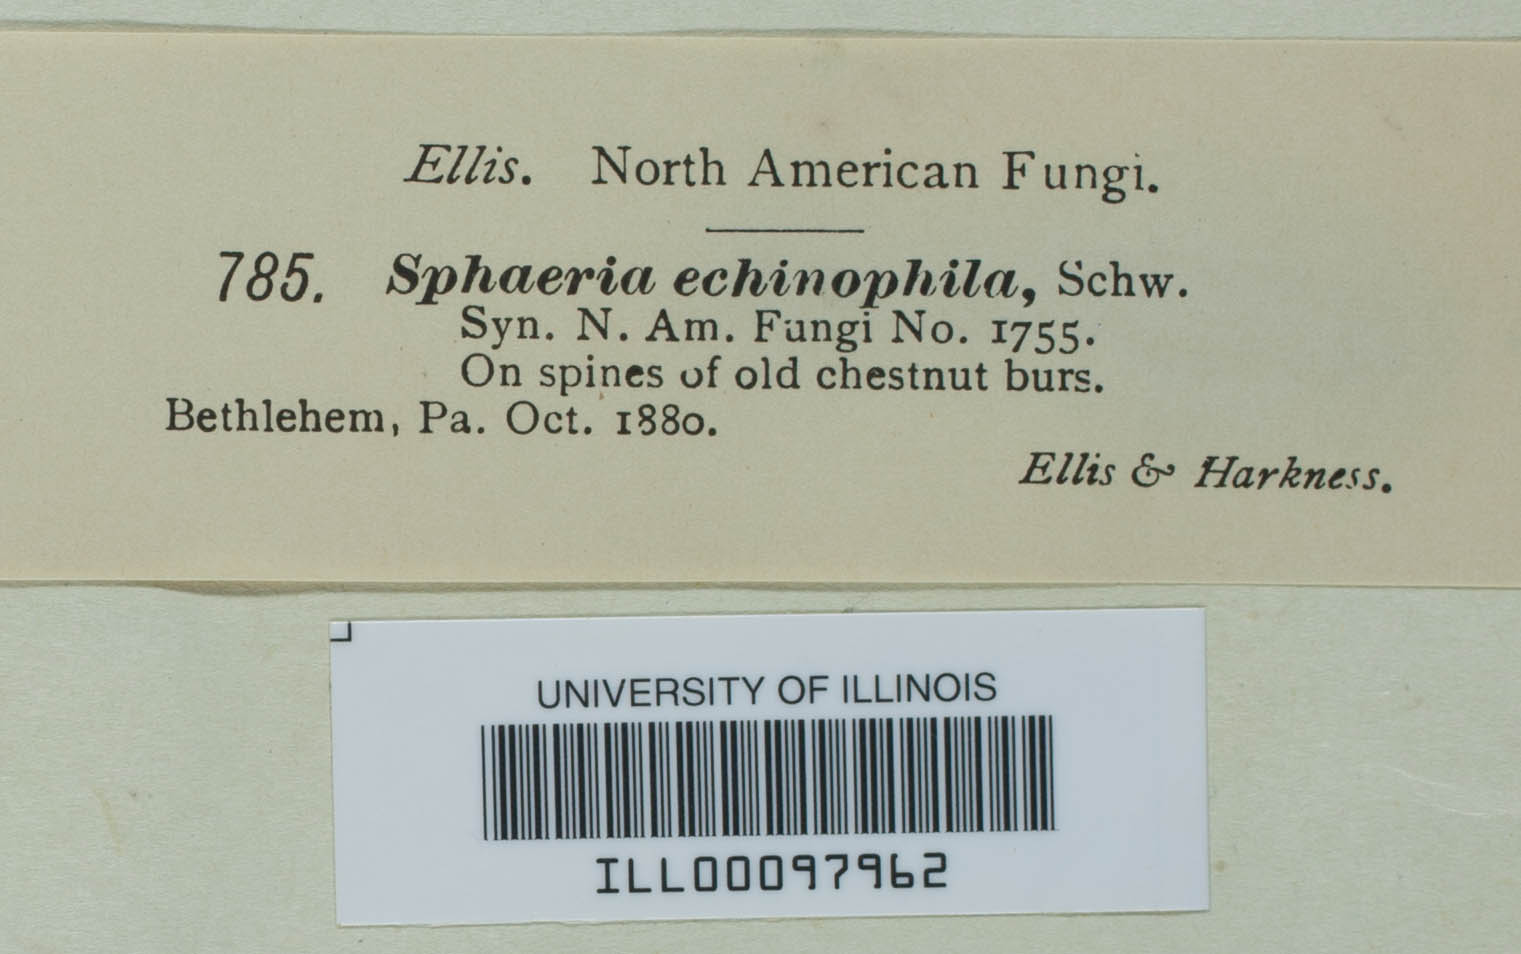 Ellis. North American Fungi.
785. Sphaeria echinophila, Schw.
Syn. N. Am. Fungi No. 1755.
On spines of old chestnut burs.
Bethlehem, Pa. Oct. 1880.
Ellis & Harkness.
UNIVERSITY OF ILLINOIS
ILL00097962